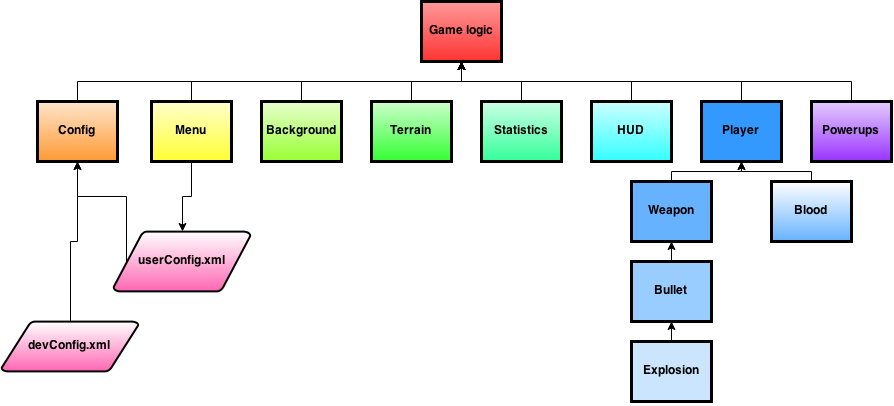 Game logic
Config
Menu
Background
Terrain
Statistics
HUD
Player
Powerups
Weapon
Blood
userConfig.xml
Bullet
devConfig.xml
Explosion